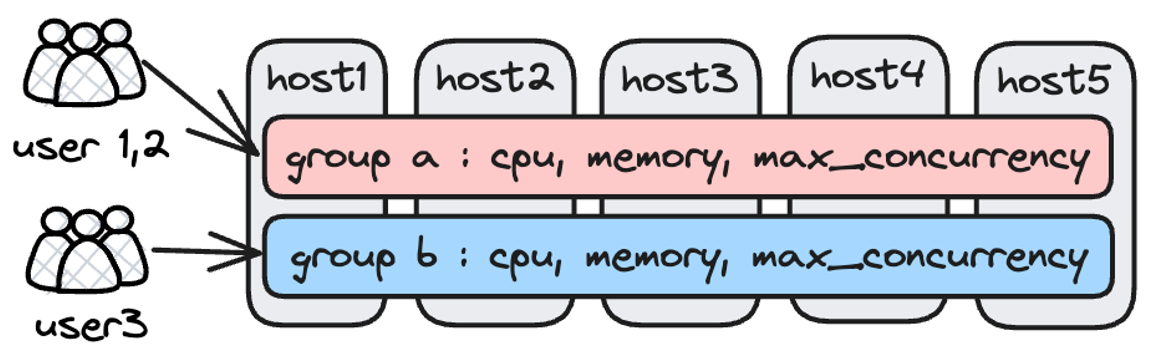 host1 host2 host3 host4 host5
user 1,2
group a : cpu, memory, max_concurrency
group b : cpu, memory, max_concurrency
user3